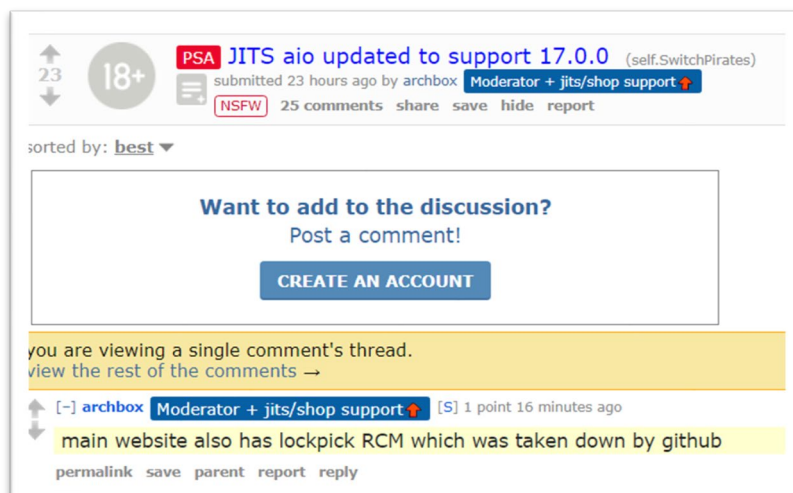 PSA JITS aio updated to support 17.0.0 (self.SwitchPirates)
23
18+
submitted 23 hours ago by archbox Moderator + jits/shop support
NSFW 25 comments share save hide report
sorted by: best
Want to add to the discussion?
Post a comment!
CREATE AN ACCOUNT
you are viewing a single comment's thread.
view the rest of the comments →
[–] archbox Moderator + jits/shop support [S] 1 point 16 minutes ago
main website also has lockpick RCM which was taken down by github
permalink save parent report reply